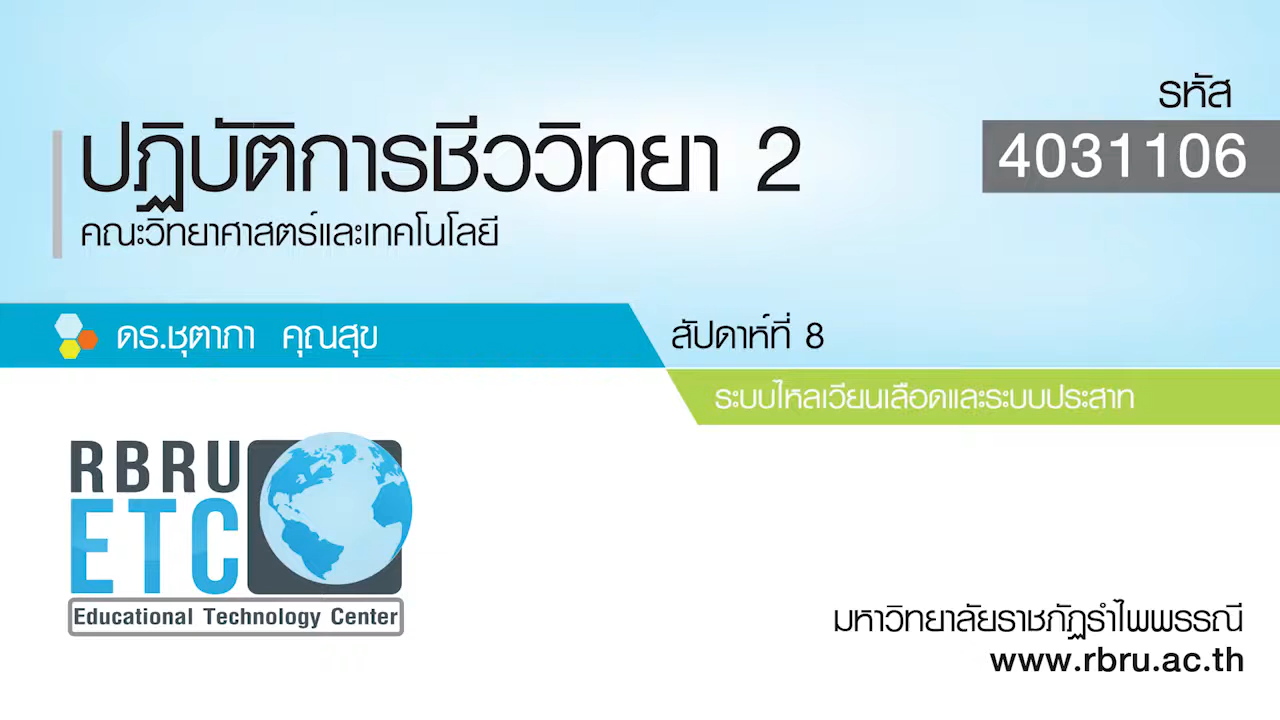 รหัส
4031106
ปฏิบัติการชีววิทยา 2
คณะวิทยาศาสตร์และเทคโนโลยี
ดร.ชุตาภา คุณสุข
สัปดาห์ที่ 8
ระบบไหลเวียนเลือดและระบบประสาท
RBRU
ETC
Educational Technology Center
มหาวิทยาลัยราชภัฏรำไพพรรณี
www.rbru.ac.th